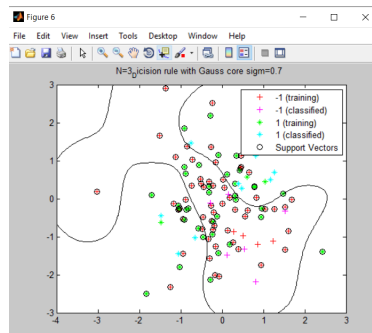 Figure 6
File Edit View Insert Tools Desktop Window Help
N=3Dicision rule with Gauss core sigm=0.7
-1 (training)
-1 (classified)
1 (training)
1 (classified)
Support Vectors
3
2
1
0
-1
-2
-3
-4 -3 -2 -1 0 1 2 3